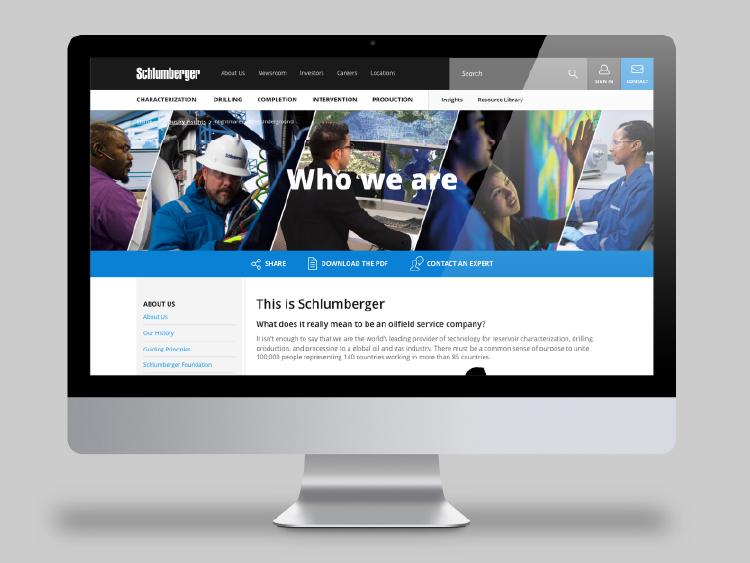 Schlumberger
About Us Newsroom Investors Careers Locations
Search
SIGN IN
CONTACT
CHARACTERIZATION DRILLING COMPLETION INTERVENTION PRODUCTION Insights Resource Library
Industry Insights
Underground
Who we are
SHARE DOWNLOAD THE PDF CONTACT AN EXPERT
ABOUT US
About Us
Our History
Guiding Principles
Schlumberger Foundation
This is Schlumberger
What does it really mean to be an oilfield service company?
It isn't enough to say that we are the world's leading provider of technology for reservoir characterization, drilling,
production, and processing to a global oil and gas industry. There must be a common sense of purpose to unite
100,000 people representing 140 countries working in more than 85 countries.